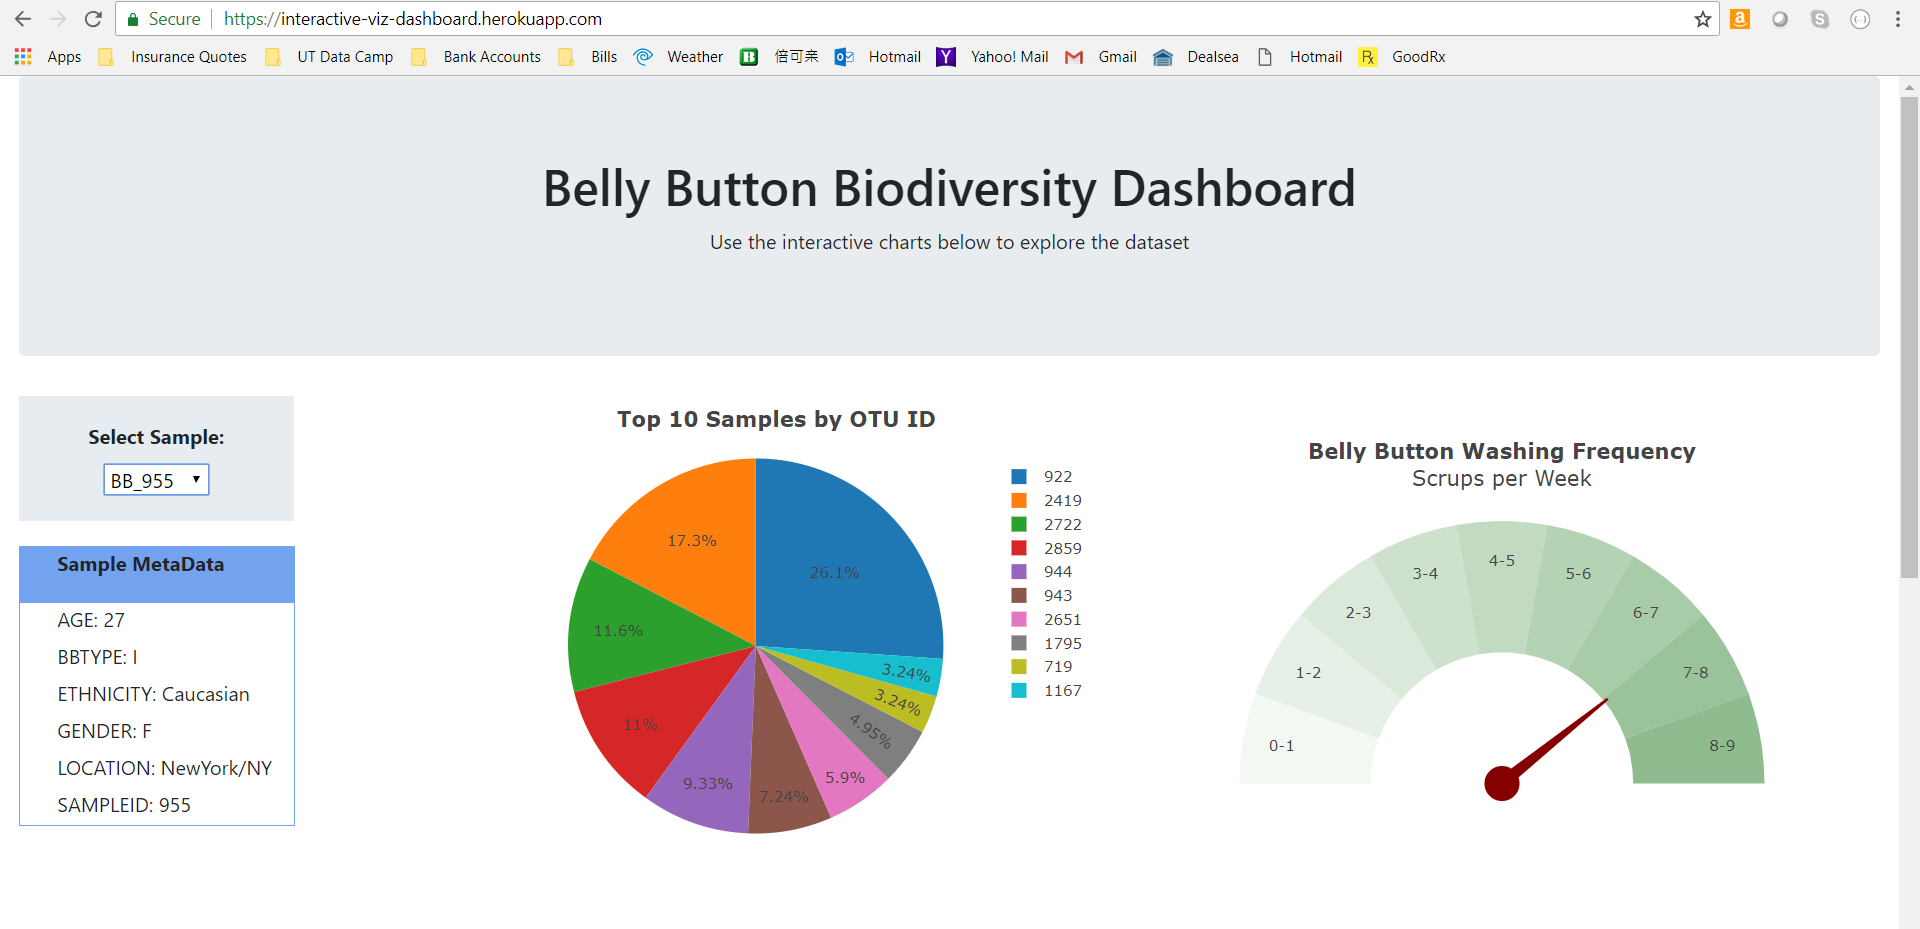 Secure https://interactive-viz-dashboard.herokuapp.com
Apps Insurance Quotes UT Data Camp Bank Accounts Bills Weather 倍可亲 Hotmail Yahoo! Mail Gmail Dealsea Hotmail GoodRx
Belly Button Biodiversity Dashboard
Use the interactive charts below to explore the dataset
Select Sample:
BB_955
Sample MetaData
AGE: 27
BBTYPE: I
ETHNICITY: Caucasian
GENDER: F
LOCATION: NewYork/NY
SAMPLEID: 955
Top 10 Samples by OTU ID
26.1%
17.3%
11.6%
11%
9.33%
7.24%
5.9%
4.95%
3.24%
3.24%
922
2419
2722
2859
944
943
2651
1795
719
1167
Belly Button Washing Frequency
Scrups per Week
0-1
1-2
2-3
3-4
4-5
5-6
6-7
7-8
8-9